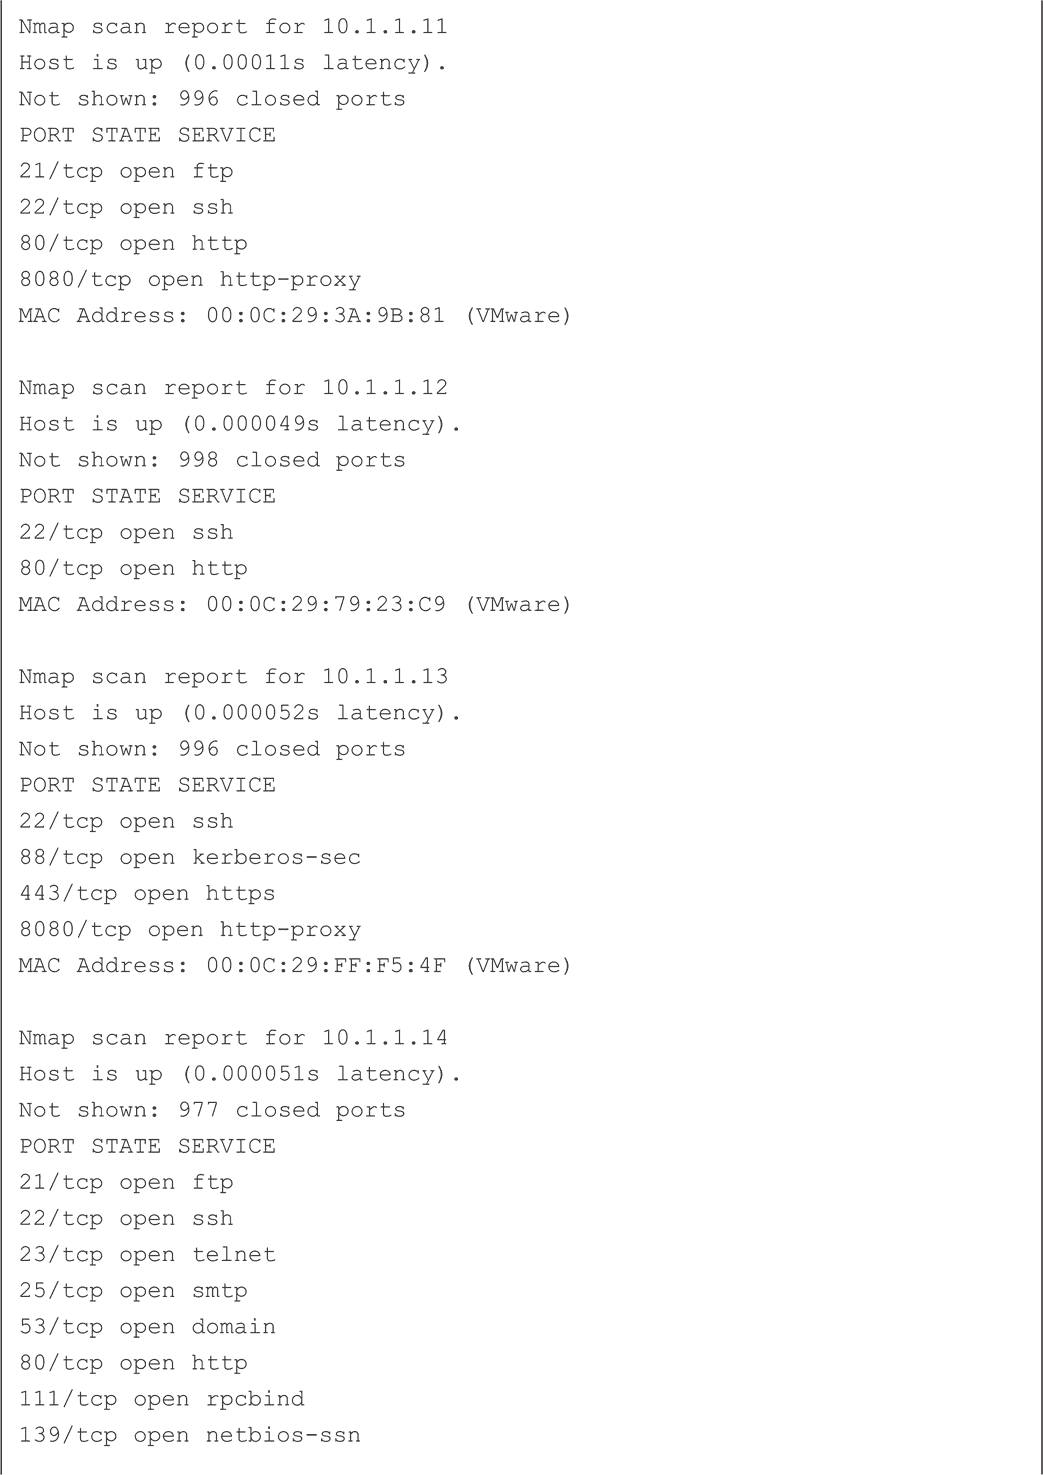 Nmap scan report for 10.1.1.11
Host is up (0.00011s latency).
Not shown: 996 closed ports
PORT STATE SERVICE
21/tcp open ftp
22/tcp open ssh
80/tcp open http
8080/tcp open http-proxy
MAC Address: 00:0C:29:3A:9B:81 (VMware)
Nmap scan report for 10.1.1.12
Host is up (0.000049s latency).
Not shown: 998 closed ports
PORT STATE SERVICE
22/tcp open ssh
80/tcp open http
MAC Address: 00:0C:29:79:23:C9 (VMware)
Nmap scan report for 10.1.1.13
Host is up (0.000052s latency).
Not shown: 996 closed ports
PORT STATE SERVICE
22/tcp open ssh
88/tcp open kerberos-sec
443/tcp open https
8080/tcp open http-proxy
MAC Address: 00:0C:29:FF:F5:4F (VMware)
Nmap scan report for 10.1.1.14
Host is up (0.000051s latency).
Not shown: 977 closed ports
PORT STATE SERVICE
21/tcp open ftp
22/tcp open ssh
23/tcp open telnet
25/tcp open smtp
53/tcp open domain
80/tcp open http
111/tcp open rpcbind
139/tcp open netbios-ssn